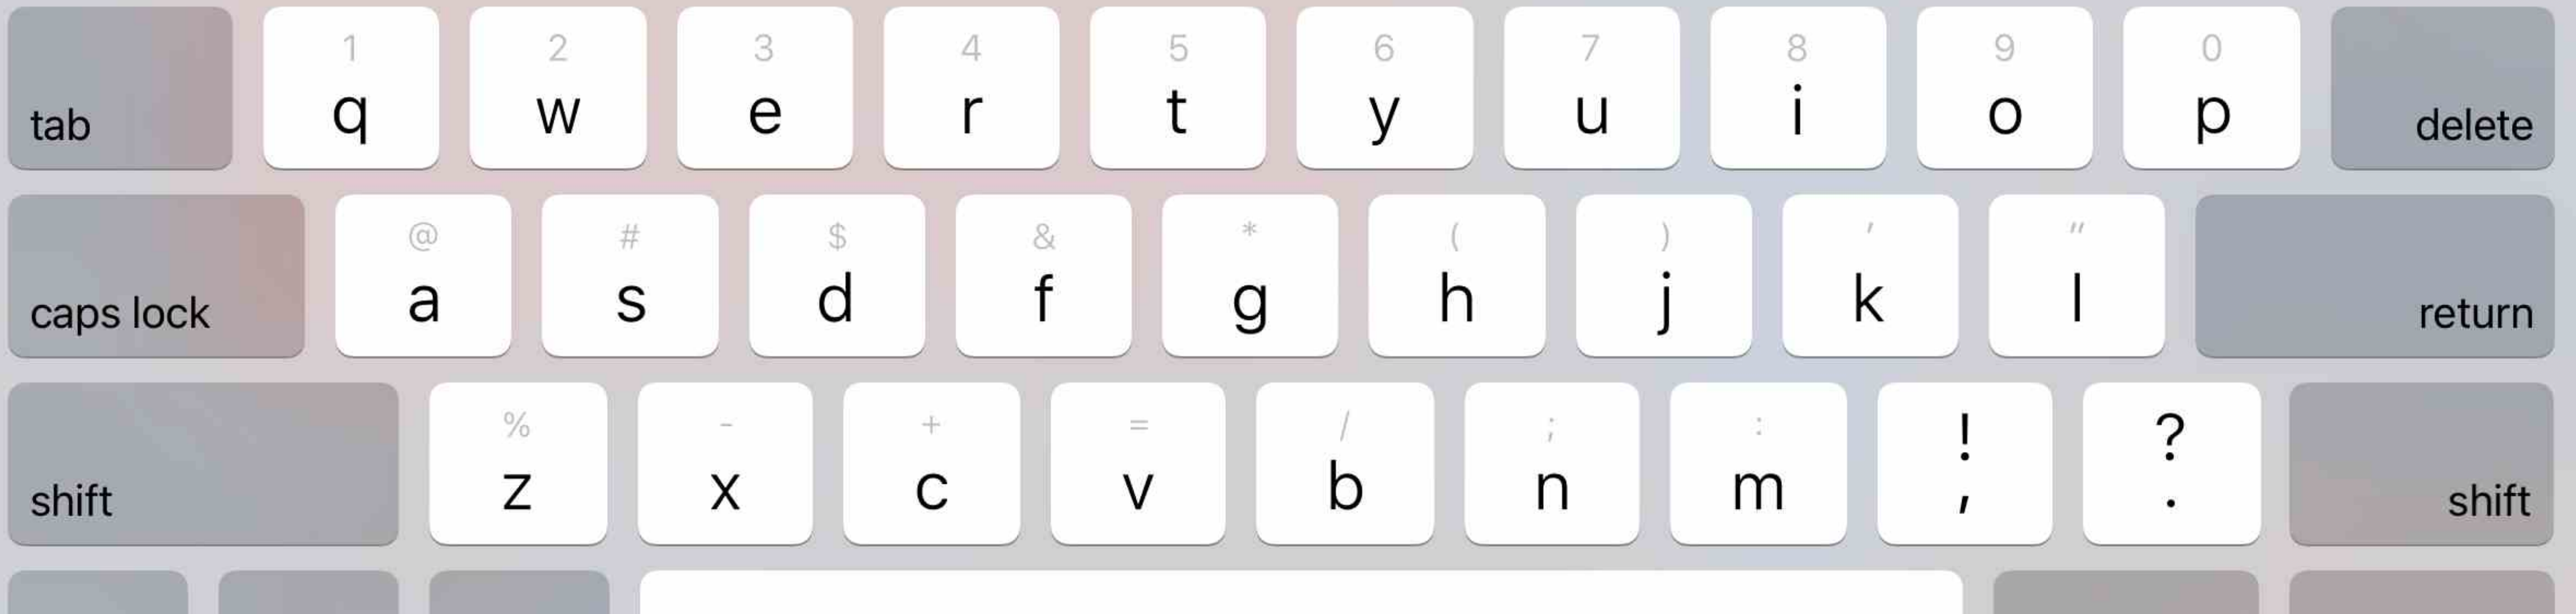 1 2 3 4 5 6 7 8 9 0
tab q w e r t y u i o p delete
@ # $ & * ( ) ' "
caps lock a s d f g h j k l return
% - + = / ; : ! ?
shift z x c v b n m , . shift